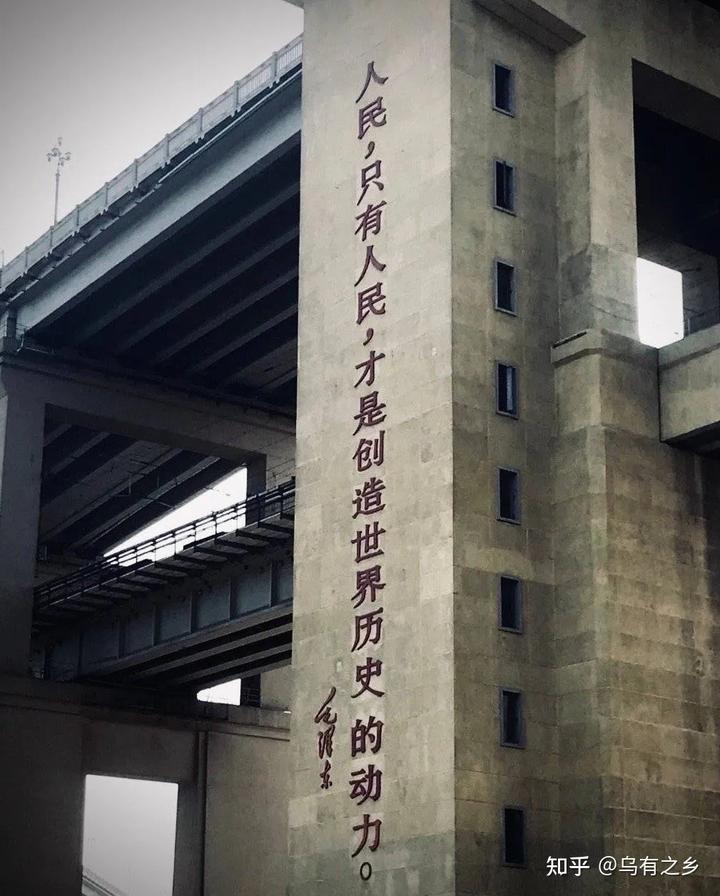 人民，只有人民，才是创造世界历史的动力。
毛泽东
知乎 @乌有之乡